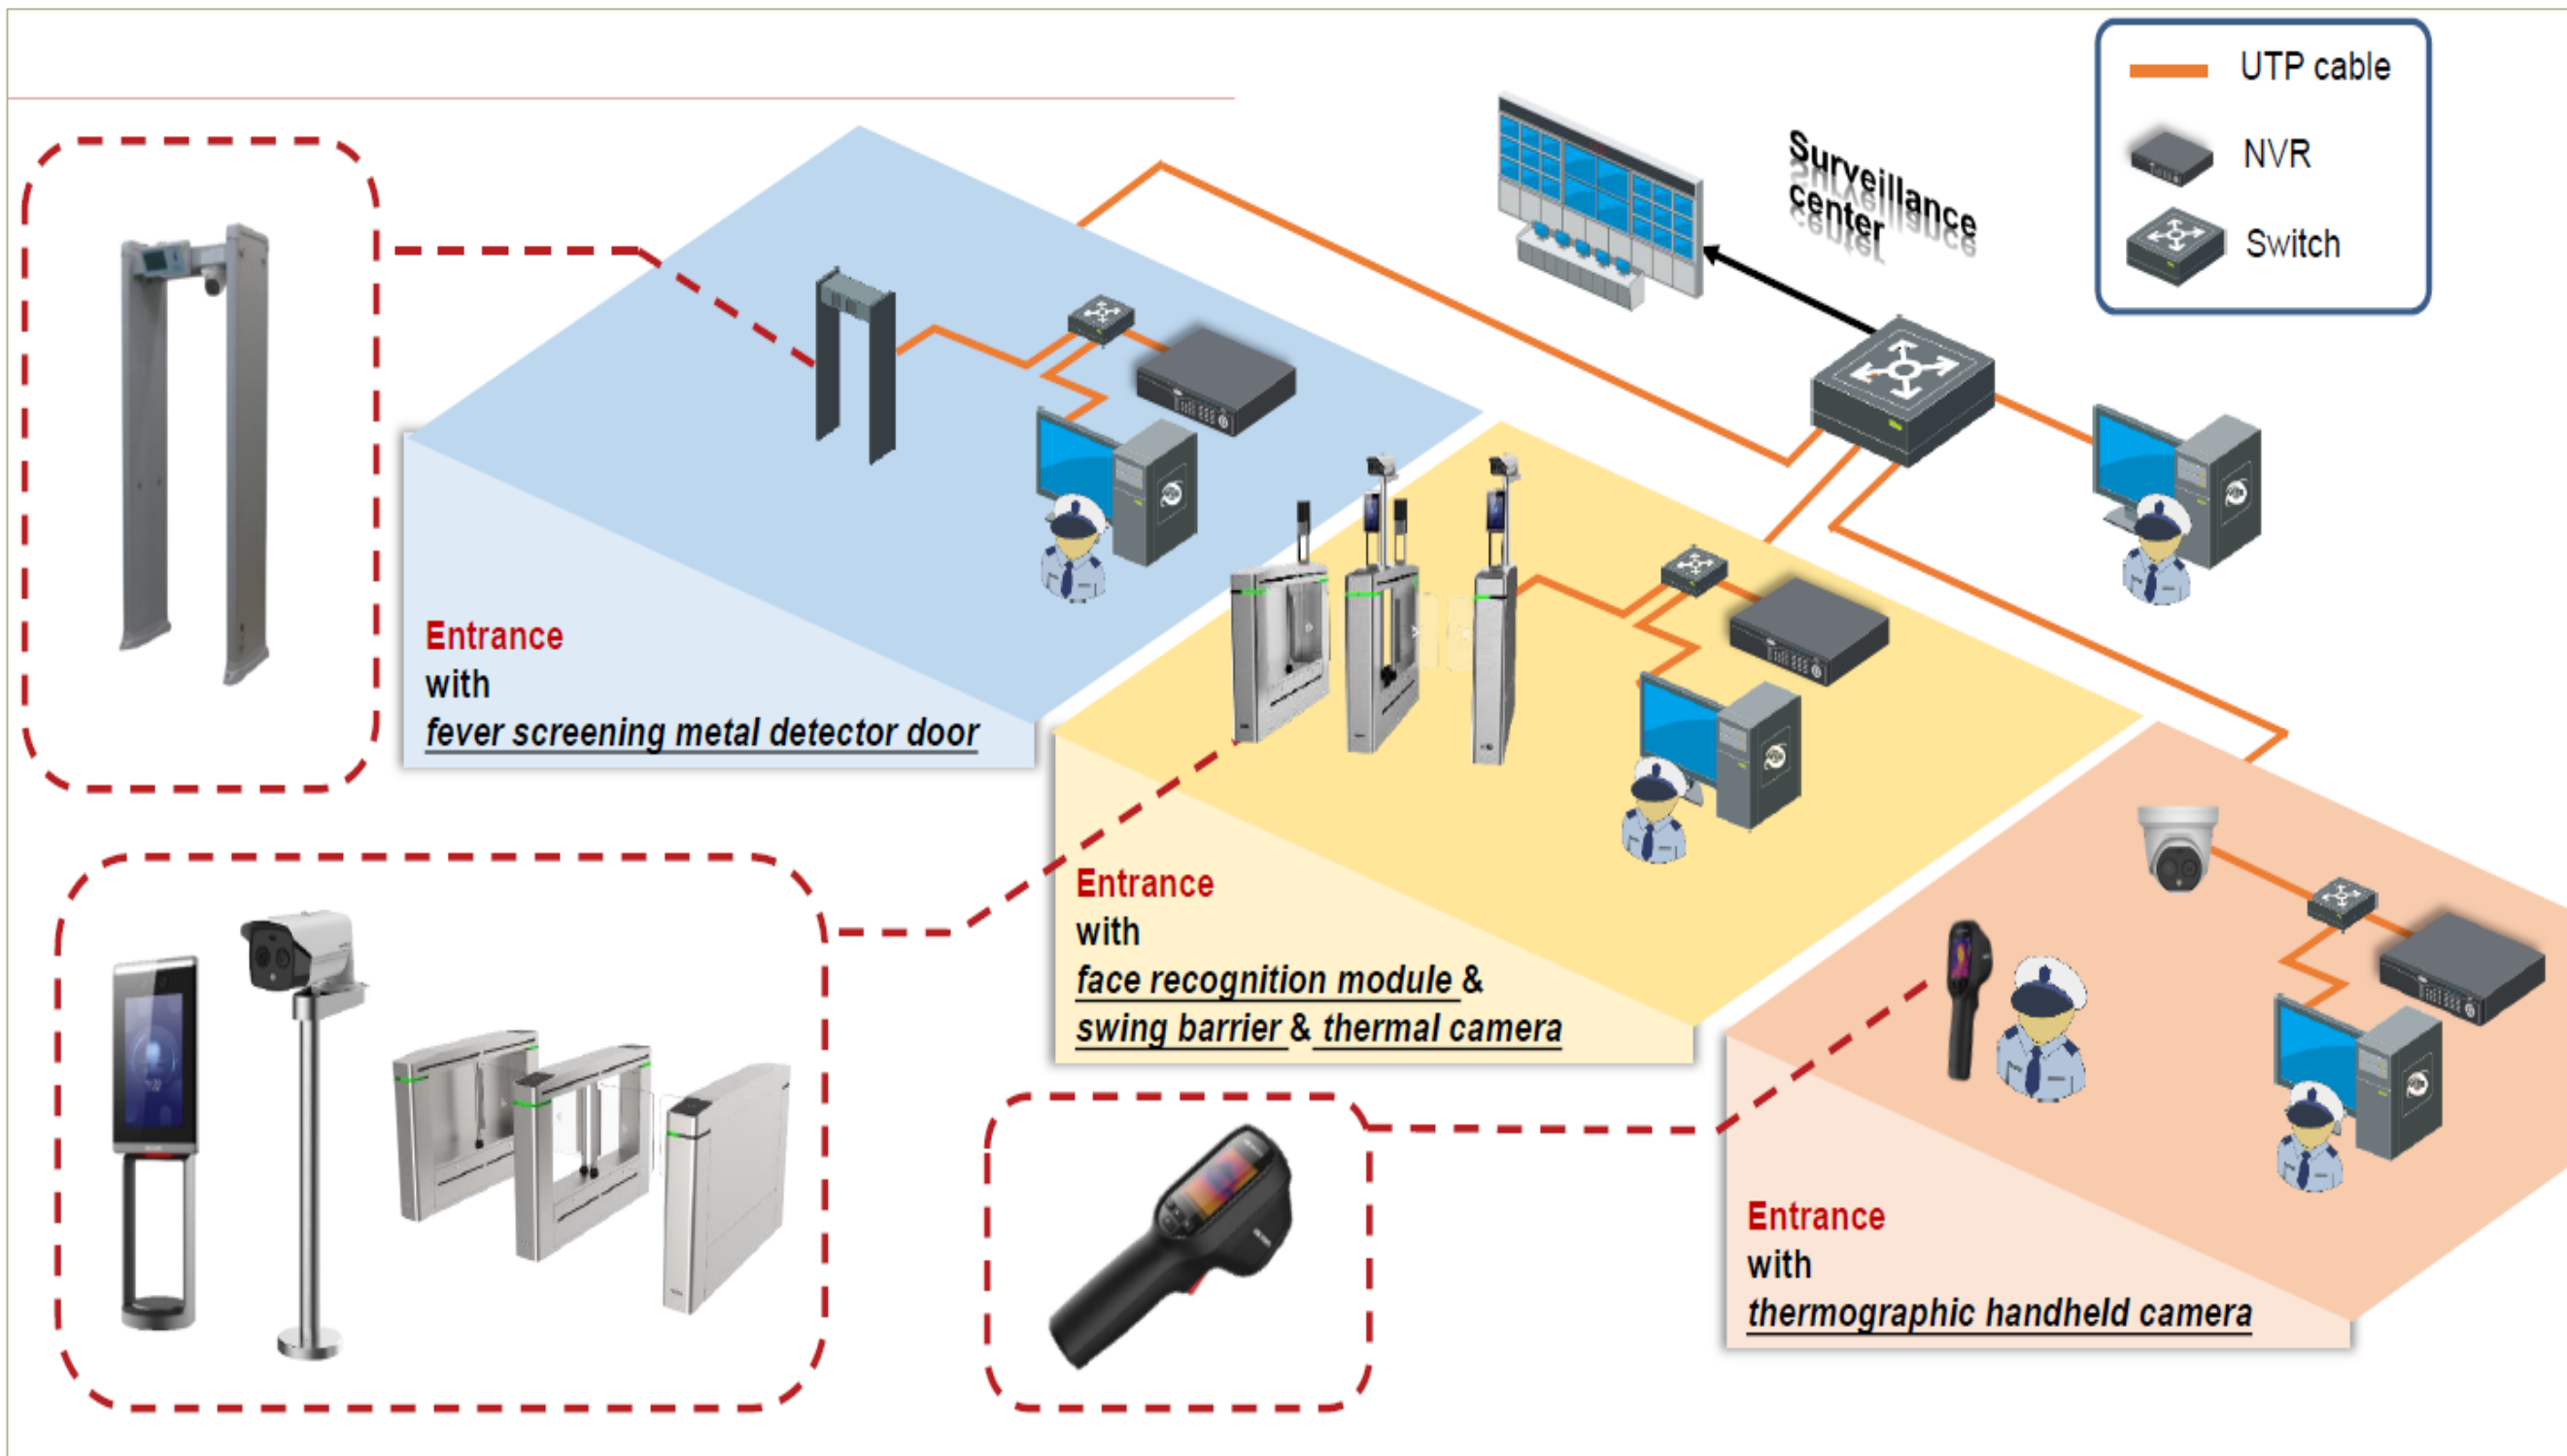 UTP cable
NVR
Switch
Surveillance
center
Entrance
with
fever screening metal detector door
Entrance
with
face recognition module &
swing barrier & thermal camera
Entrance
with
thermographic handheld camera